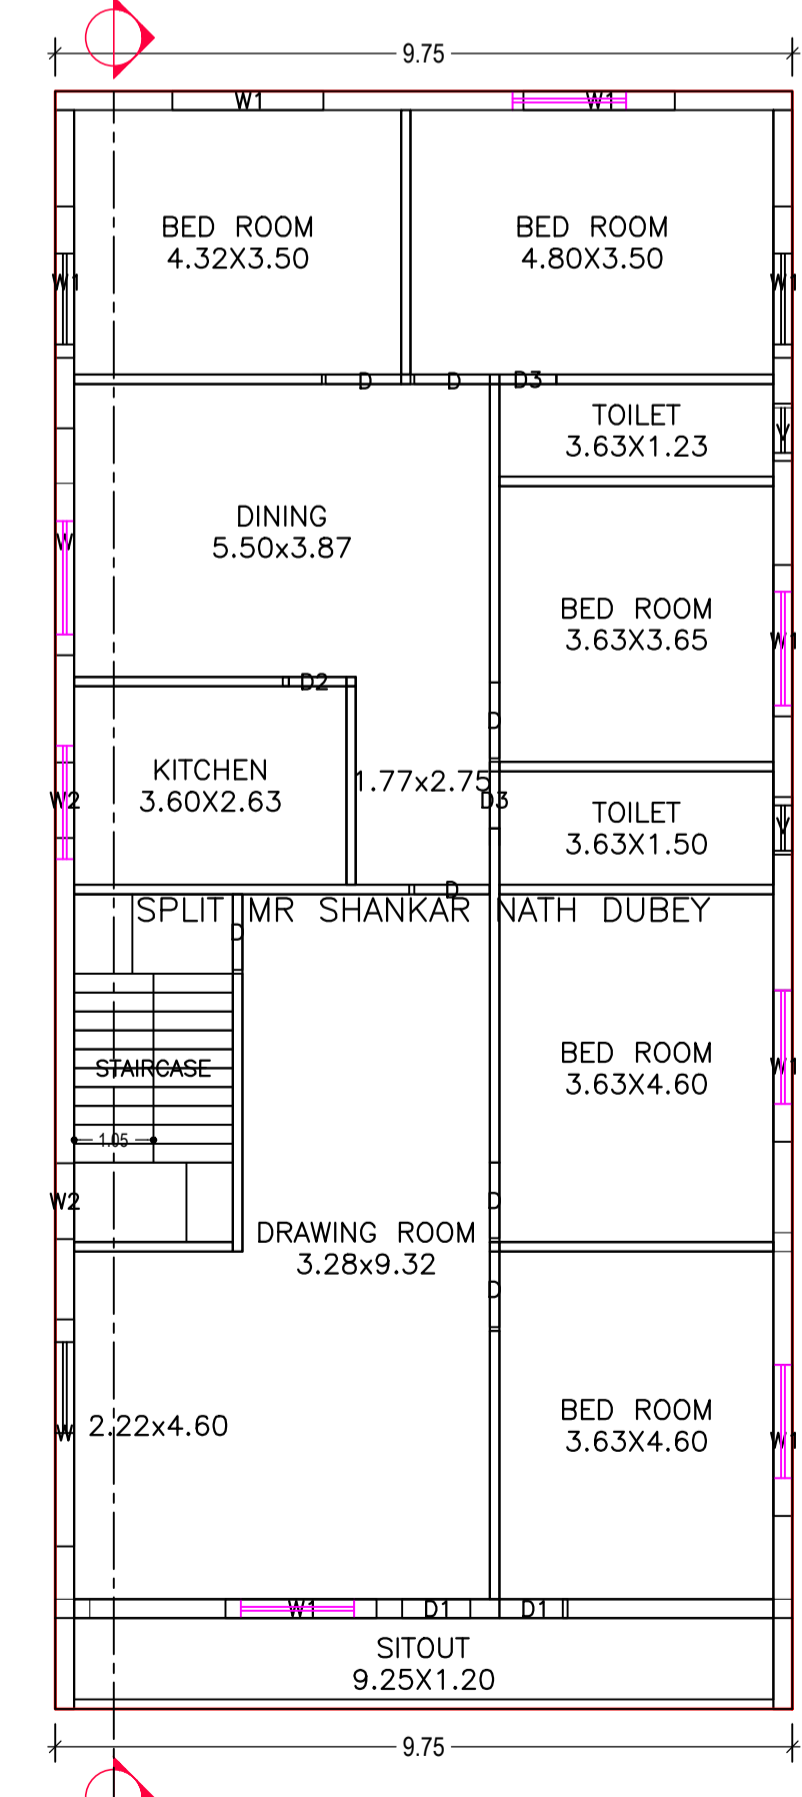 9.75
W1
W1
BED ROOM
4.32X3.50
BED ROOM
4.80X3.50
W1
W1
D
D
D3
TOILET
3.63X1.23
V
DINING
5.50x3.87
W
BED ROOM
3.63X3.65
W1
D2
D
KITCHEN
3.60X2.63
1.77x2.75
W2
D3
TOILET
3.63X1.50
V
D
SPLIT MR SHANKAR NATH DUBEY
D
BED ROOM
3.63X4.60
W1
STAIRCASE
1.05
W2
D
DRAWING ROOM
3.28x9.32
D
2.22x4.60
W
BED ROOM
3.63X4.60
W1
W1
D1
D1
SITOUT
9.25X1.20
9.75